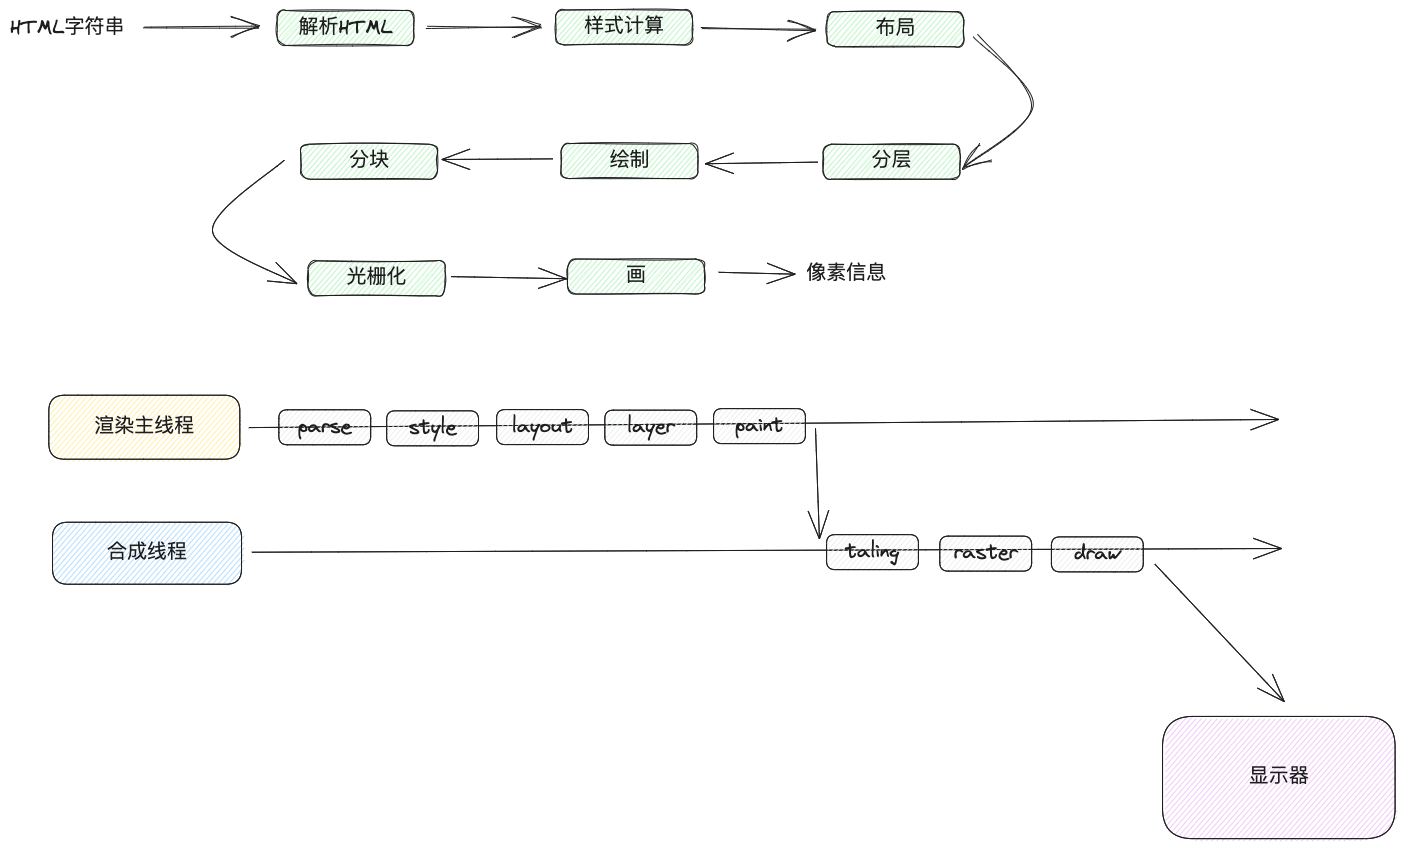 HTML字符串
解析HTML
样式计算
布局
分层
绘制
分块
光栅化
画
像素信息
渲染主线程
parse
style
layout
layer
paint
合成线程
taling
raster
draw
显示器